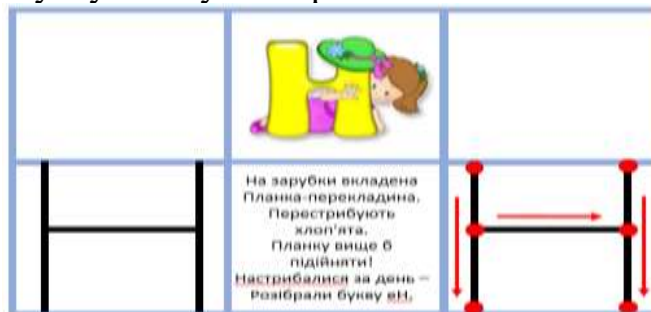 Н
На зарубки вкладена
Планка-перекладина.
Перестрибують
хлоп'ята.
Планку вище б
підійняти!
Настрибалися за день –
Розібрали букву еН.